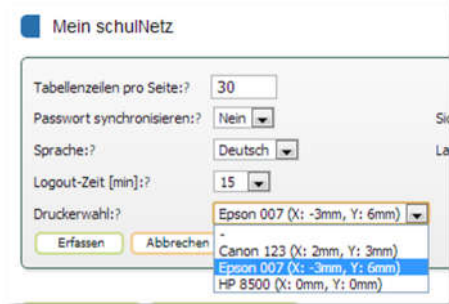 Mein schulNetz
Tabellenzeilen pro Seite:? 30
Passwort synchronisieren:? Nein
Sprache:? Deutsch
Logout-Zeit [min]:? 15
Druckerwahl:? Epson 007 (X: -3mm, Y: 6mm)
-
Canon 123 (X: 2mm, Y: 3mm)
Epson 007 (X: -3mm, Y: 6mm)
HP 8500 (X: 0mm, Y: 0mm)
Erfassen Abbrechen